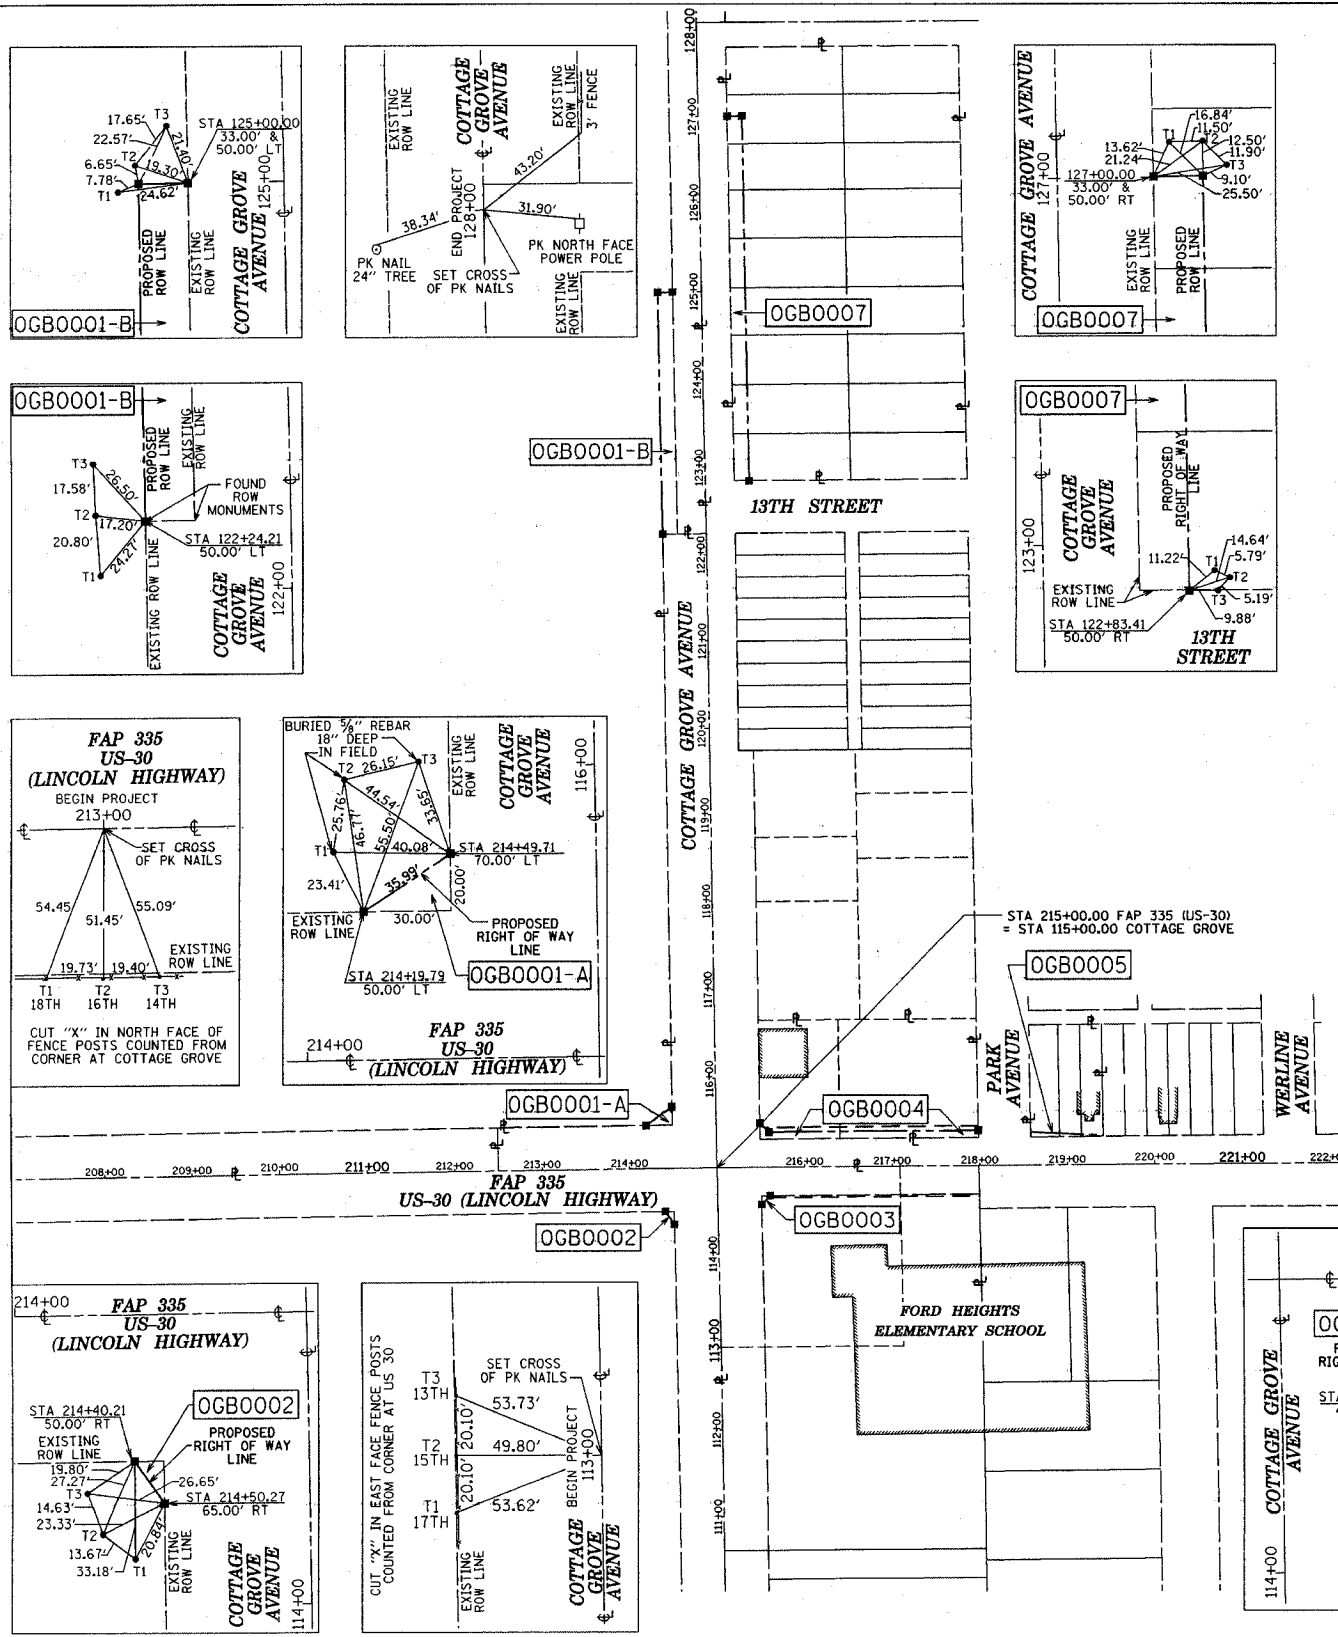 17.65'
T3
22.57'
21.40'
STA 125+00.00
33.00' &
50.00' LT
T2
6.65'
19.30'
7.78'
T1
24.62'
125+00
PROPOSED
ROW LINE
EXISTING
ROW LINE
COTTAGE GROVE
AVENUE
0GB0001-B
EXISTING
ROW LINE
COTTAGE
GROVE
AVENUE
EXISTING
ROW LINE
3' FENCE
43.20'
END PROJECT
128+00
38.34'
31.90'
PK NAIL
24" TREE
SET CROSS
OF PK NAILS
PK NORTH FACE
POWER POLE
EXISTING
ROW LINE
COTTAGE GROVE AVENUE
127+00
16.84'
11.50'
T1
T2
12.50'
13.62'
11.90'
21.24'
T3
127+00.00
33.00' &
50.00' RT
9.10'
25.50'
EXISTING
ROW LINE
PROPOSED
ROW LINE
0GB0007
0GB0001-B
PROPOSED
ROW LINE
EXISTING
ROW LINE
T3
26.50'
17.58'
FOUND
ROW
MONUMENTS
T2
17.20'
20.80'
STA 122+24.21
50.00' LT
24.27'
T1
EXISTING ROW LINE
COTTAGE
GROVE
AVENUE
122+00
0GB0007
PROPOSED
RIGHT OF WAY
LINE
COTTAGE
GROVE
AVENUE
123+00
14.64'
5.79'
11.22'
T1
T2
EXISTING
ROW LINE
T3
5.19'
9.88'
STA 122+83.41
50.00' RT
13TH
STREET
FAP 335
US-30
(LINCOLN HIGHWAY)
BEGIN PROJECT
213+00
SET CROSS
OF PK NAILS
54.45
51.45'
55.09'
EXISTING
ROW LINE
19.73'
19.40'
T1
18TH
T2
16TH
T3
14TH
CUT "X" IN NORTH FACE OF
FENCE POSTS COUNTED FROM
CORNER AT COTTAGE GROVE
BURIED 5/8" REBAR
18" DEEP
IN FIELD
T2
26.15'
T3
EXISTING
ROW LINE
COTTAGE
GROVE
AVENUE
116+00
25.76'
44.54'
46.77'
55.50'
33.65'
T1
40.08'
STA 214+49.71
70.00' LT
23.41'
35.99'
20.00'
EXISTING
ROW LINE
30.00'
PROPOSED
RIGHT OF WAY
LINE
STA 214+19.79
50.00' LT
0GB0001-A
FAP 335
US-30
(LINCOLN HIGHWAY)
214+00
128+00
127+00
126+00
125+00
124+00
123+00
122+00
121+00
120+00
119+00
118+00
117+00
116+00
COTTAGE GROVE AVENUE
COTTAGE GROVE AVENUE
0GB0007
0GB0001-B
13TH STREET
STA 215+00.00 FAP 335 (US-30)
= STA 115+00.00 COTTAGE GROVE
0GB0005
PARK
AVENUE
WERLINE
AVENUE
0GB0001-A
0GB0004
208+00
209+00
210+00
211+00
212+00
213+00
214+00
216+00
217+00
218+00
219+00
220+00
221+00
FAP 335
US-30 (LINCOLN HIGHWAY)
0GB0002
0GB0003
114+00
113+00
112+00
111+00
FORD HEIGHTS
ELEMENTARY SCHOOL
214+00
FAP 335
US-30
(LINCOLN HIGHWAY)
STA 214+40.21
50.00' RT
0GB0002
EXISTING
ROW LINE
PROPOSED
RIGHT OF WAY
LINE
19.80'
27.27'
26.65'
T3
STA 214+50.27
65.00' RT
14.63'
23.33'
T2
13.67'
20.84'
33.18'
T1
EXISTING
ROW LINE
COTTAGE
GROVE
AVENUE
114+00
CUT "X" IN EAST FACE FENCE POSTS
COUNTED FROM CORNER AT US 30
T3
13TH
SET CROSS
OF PK NAILS
53.73'
20.10'
T2
15TH
49.80'
20.10'
T1
17TH
53.62'
BEGIN PROJECT
113+00
EXISTING
ROW LINE
COTTAGE
GROVE
AVENUE
COTTAGE GROVE
AVENUE
114+00